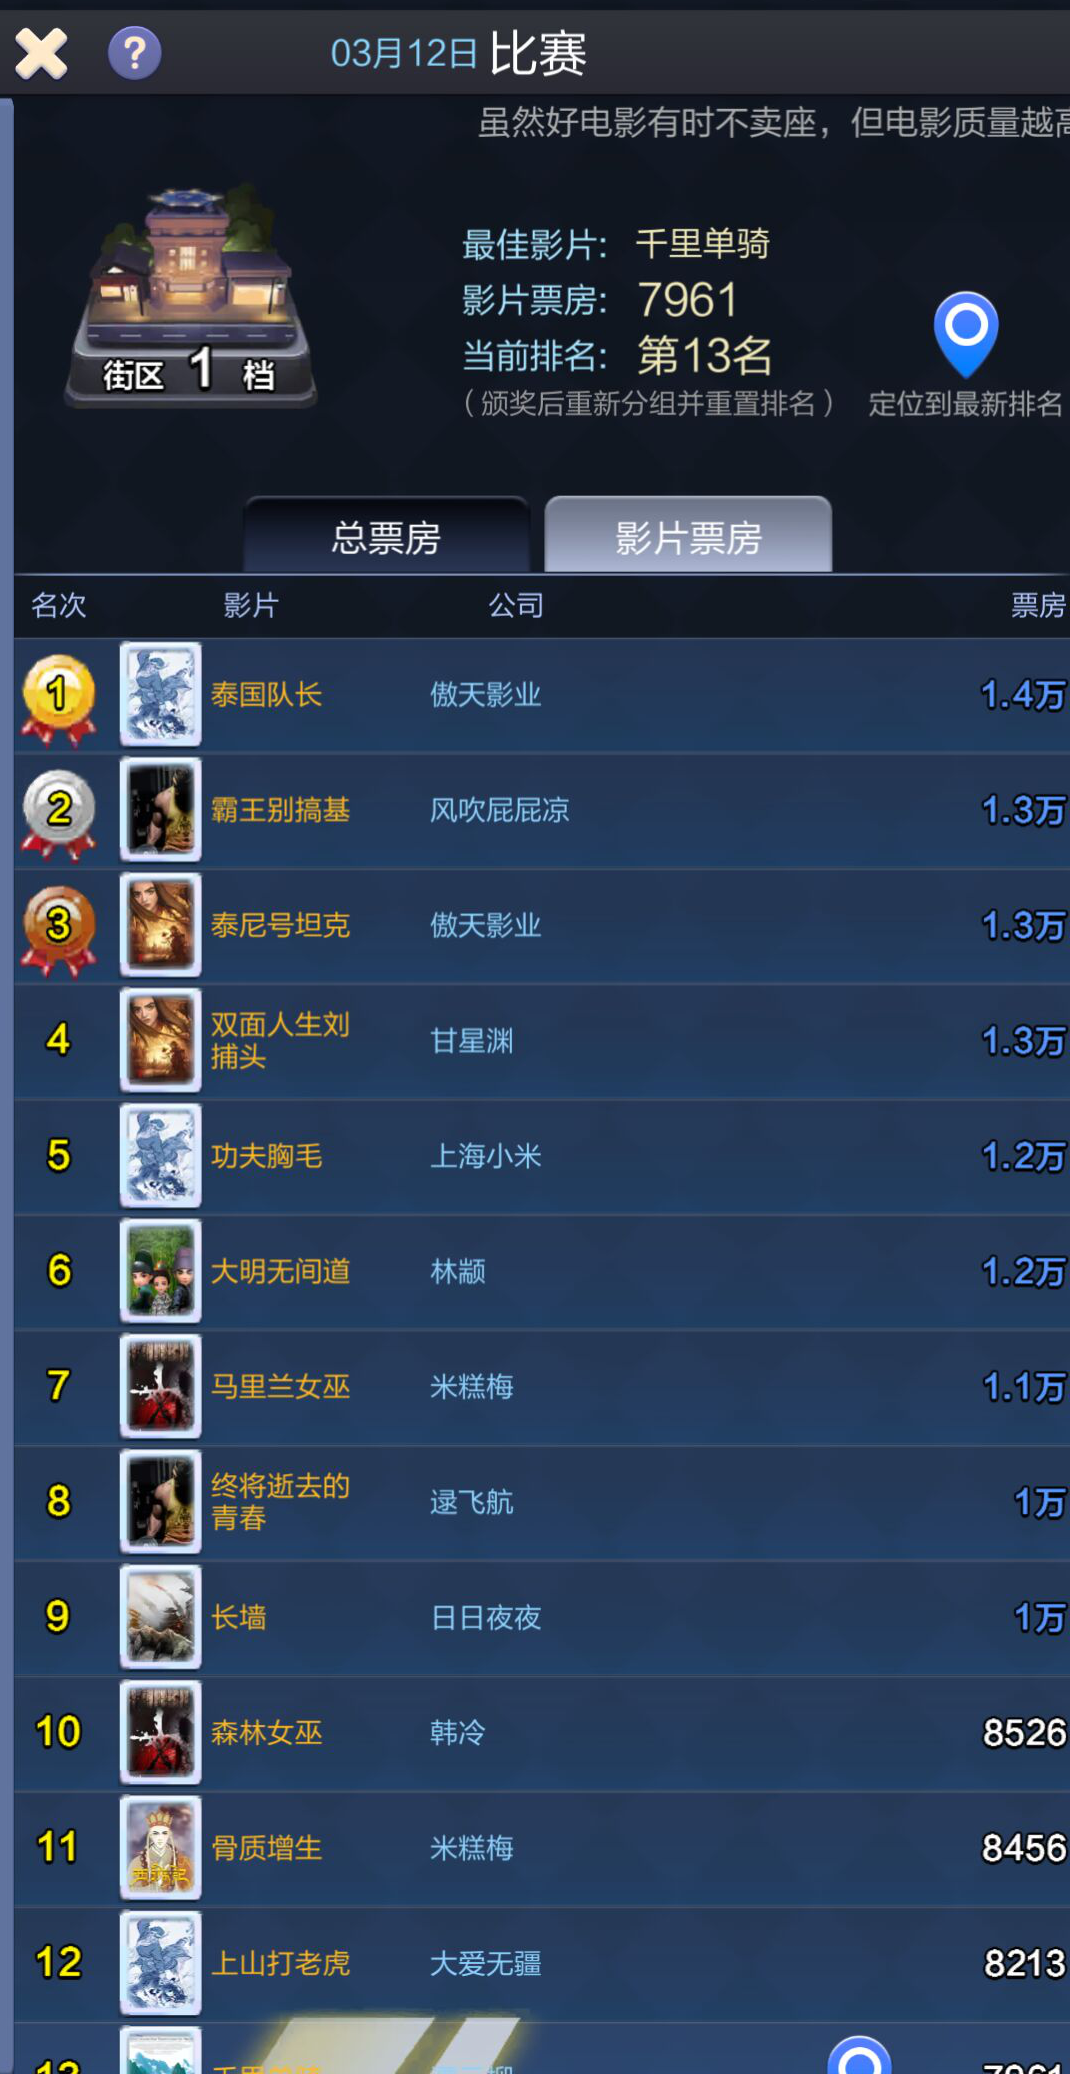 03月12日 比赛
虽然好电影有时不卖座，但电影质量越高
最佳影片: 千里单骑
影片票房: 7961
当前排名: 第13名
（颁奖后重新分组并重置排名） 定位到最新排名
街区 1 档
总票房 影片票房
名次 影片 公司 票房
1 泰国队长 傲天影业 1.4万
2 霸王别搞基 风吹屁屁凉 1.3万
3 泰尼号坦克 傲天影业 1.3万
4 双面人生刘
捕头 甘星渊 1.3万
5 功夫胸毛 上海小米 1.2万
6 大明无间道 林颛 1.2万
7 马里兰女巫 米糕梅 1.1万
8 终将逝去的
青春 逯飞航 1万
9 长墙 日日夜夜 1万
10 森林女巫 韩冷 8526
11 西游記 骨质增生 米糕梅 8456
12 上山打老虎 大爱无疆 8213
13 千里单骑 7961